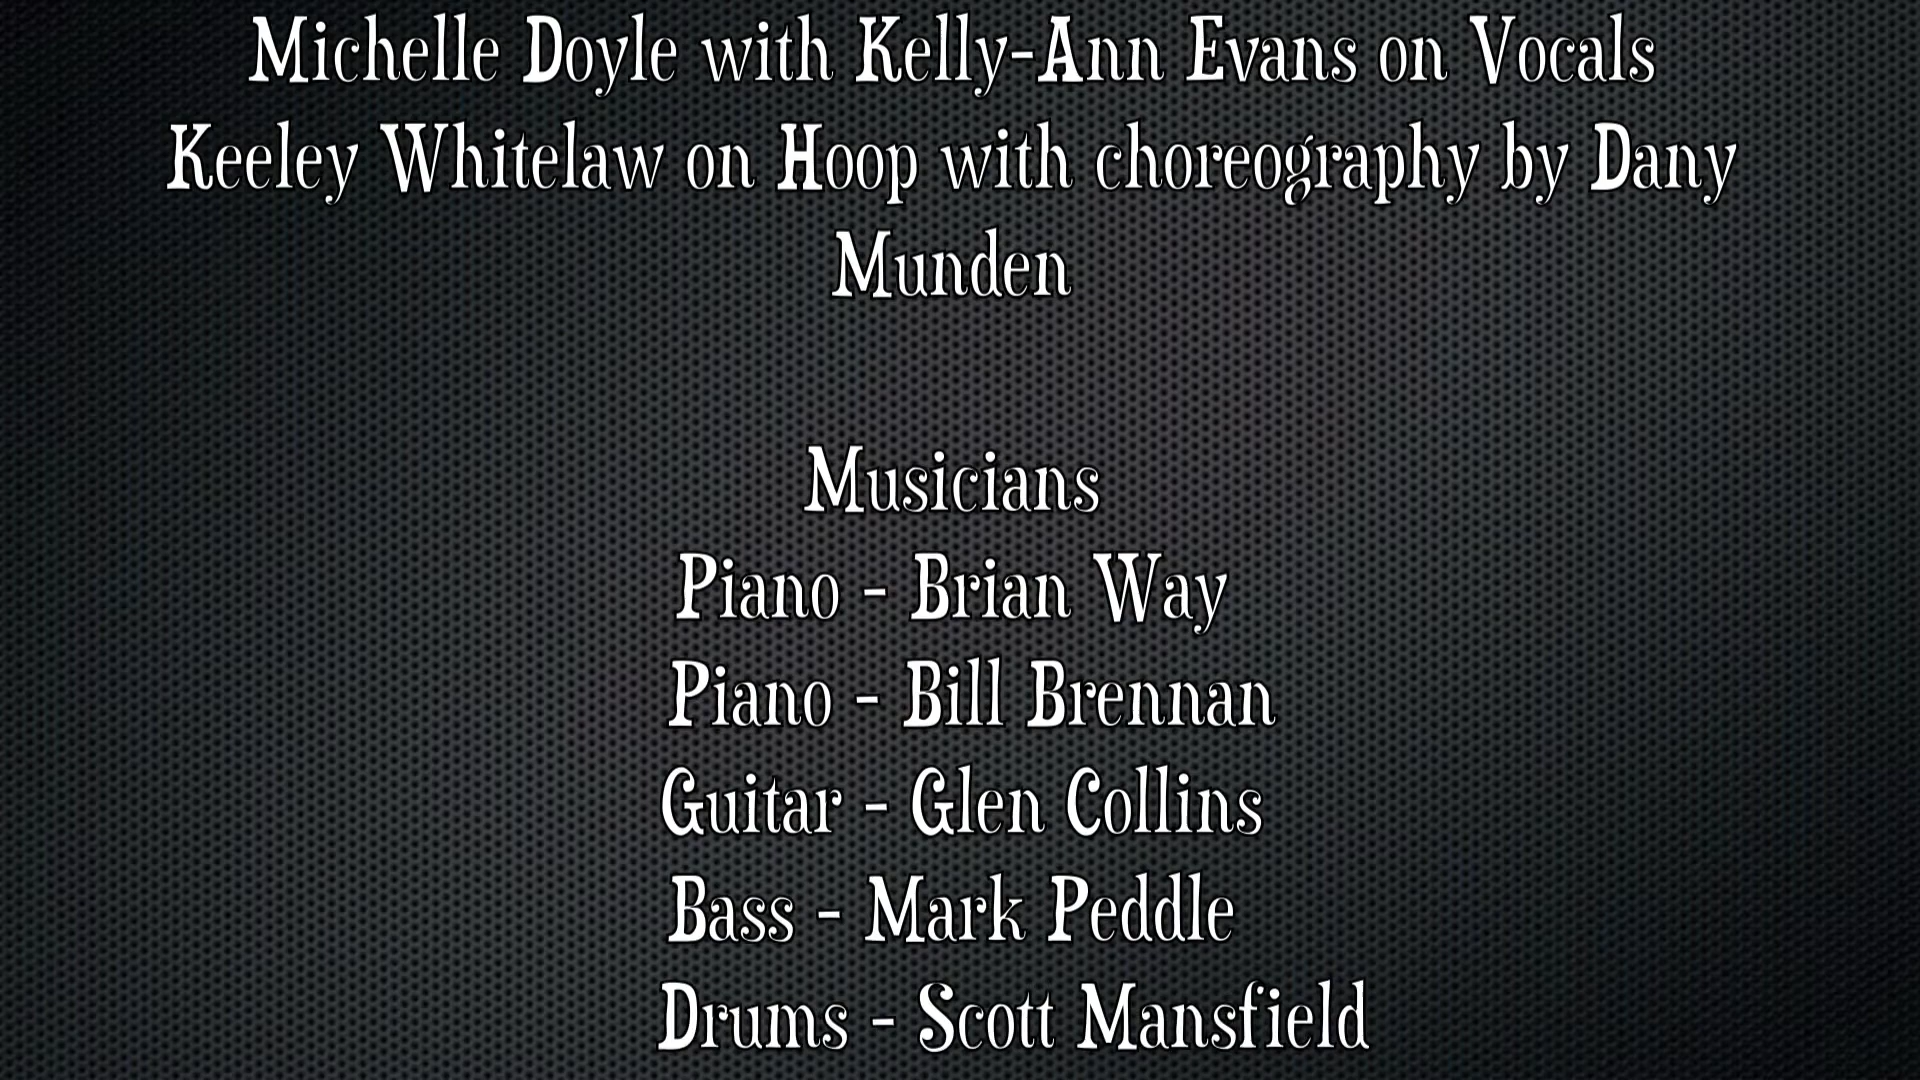 Michelle Doyle with Kelly-Ann Evans on Vocals
Keeley Whitelaw on Hoop with choreography by Dany
Munden
Musicians
Piano - Brian Way
Piano - Bill Brennan
Guitar - Glen Collins
Bass - Mark Peddle
Drums - Scott Mansfield